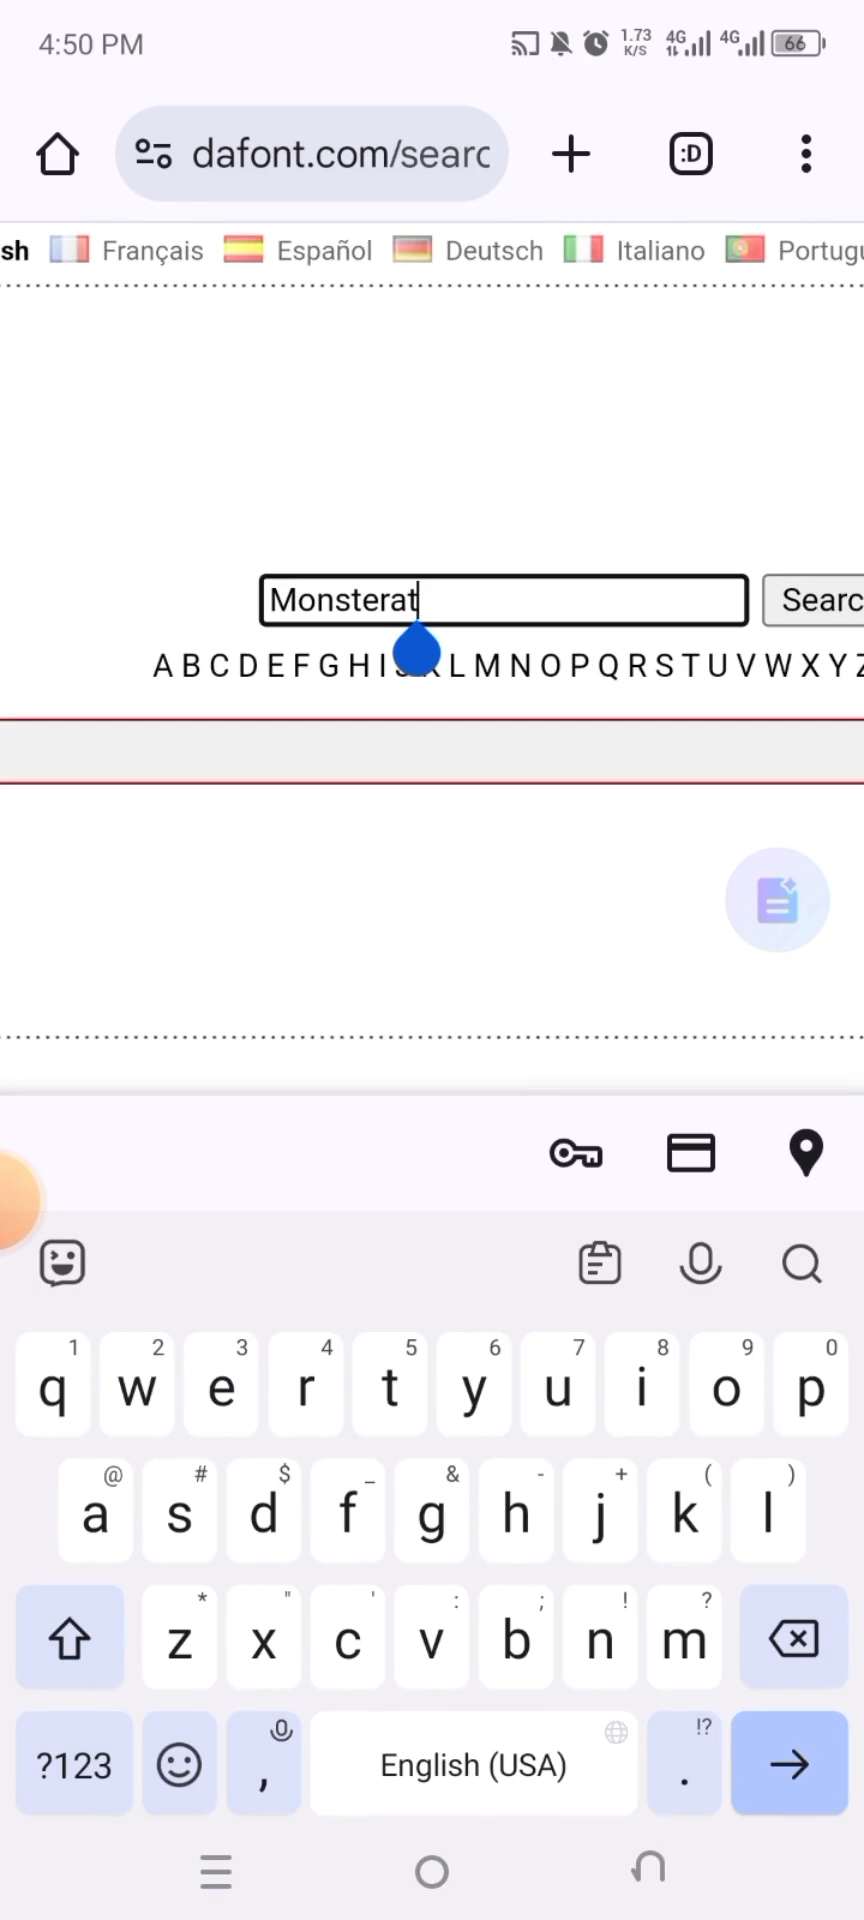 4:50 PM 1.73 K/S 4G 4G 66
dafont.com/searc :D
sh Français Español Deutsch Italiano Portugu
Monsterat Searc
A B C D E F G H I L M N O P Q R S T U V W X Y Z
1 2 3 4 5 6 7 8 9 0
q w e r t y u i o p
@ # $ _ & - + ( )
a s d f g h j k l
* " ' : ; ! ?
z x c v b n m
!?
?123 , English (USA) .